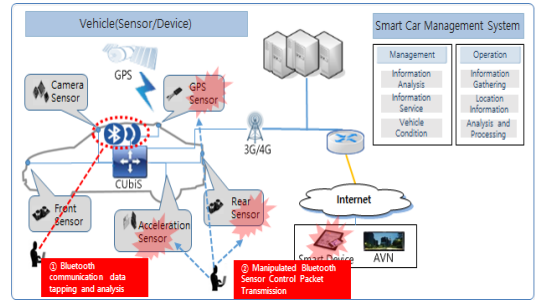 Vehicle(Sensor/Device)
Smart Car Management System
GPS
Camera
Sensor
GPS
Sensor
CUbiS
Front
Sensor
Acceleration
Sensor
Rear
Sensor
3G/4G
Management
Information
Analysis
Information
Service
Vehicle
Condition
Operation
Information
Gathering
Location
Information
Analysis and
Processing
Internet
Smart Device
AVN
① Bluetooth
communication data
tapping and analysis
② Manipulated Bluetooth
Sensor Control Packet
Transmission